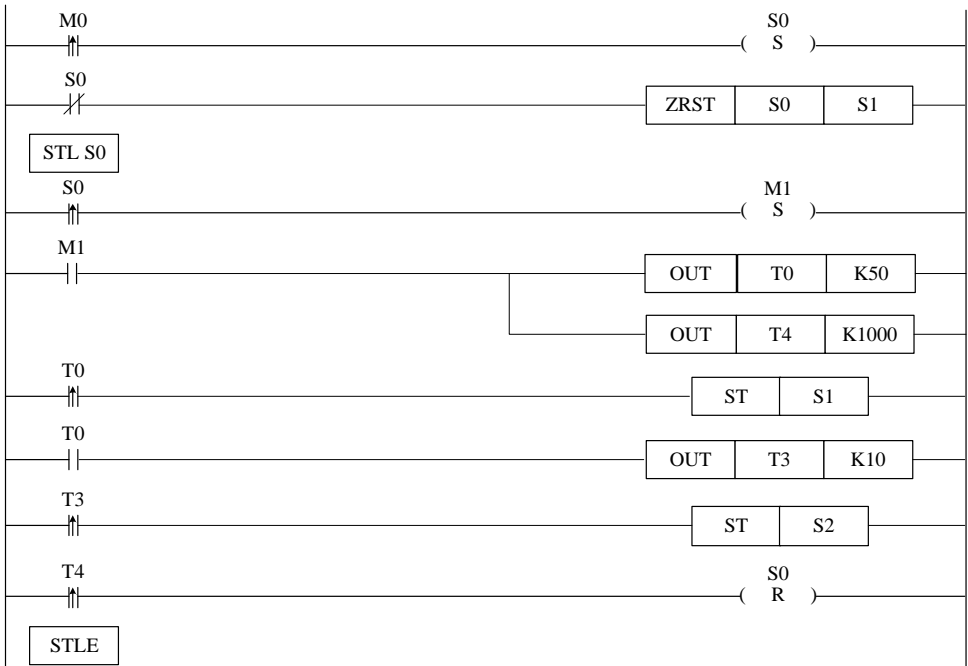 M0 S0
( S )
S0
ZRST S0 S1
STL S0
S0 M1
( S )
M1
OUT T0 K50
OUT T4 K1000
T0
ST S1
T0
OUT T3 K10
T3
ST S2
T4 S0
( R )
STLE